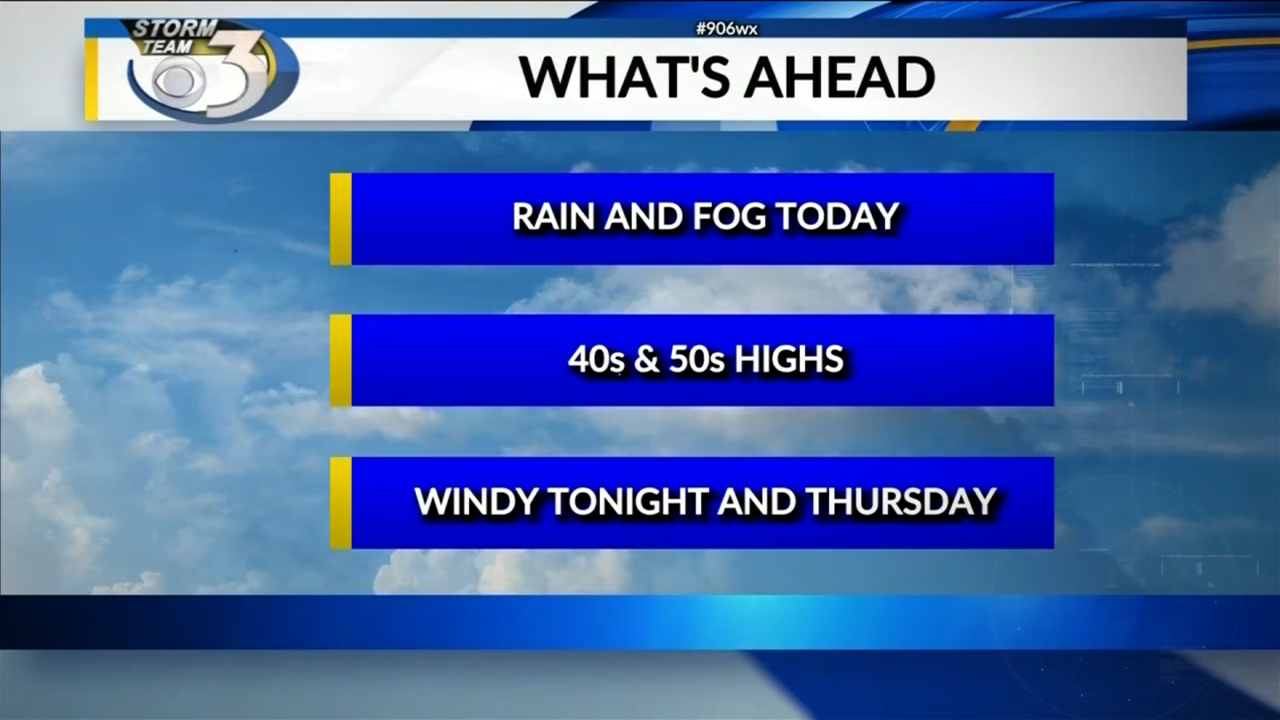 STORM
TEAM
3
#906wx
WHAT'S AHEAD
RAIN AND FOG TODAY
40s & 50s HIGHS
WINDY TONIGHT AND THURSDAY